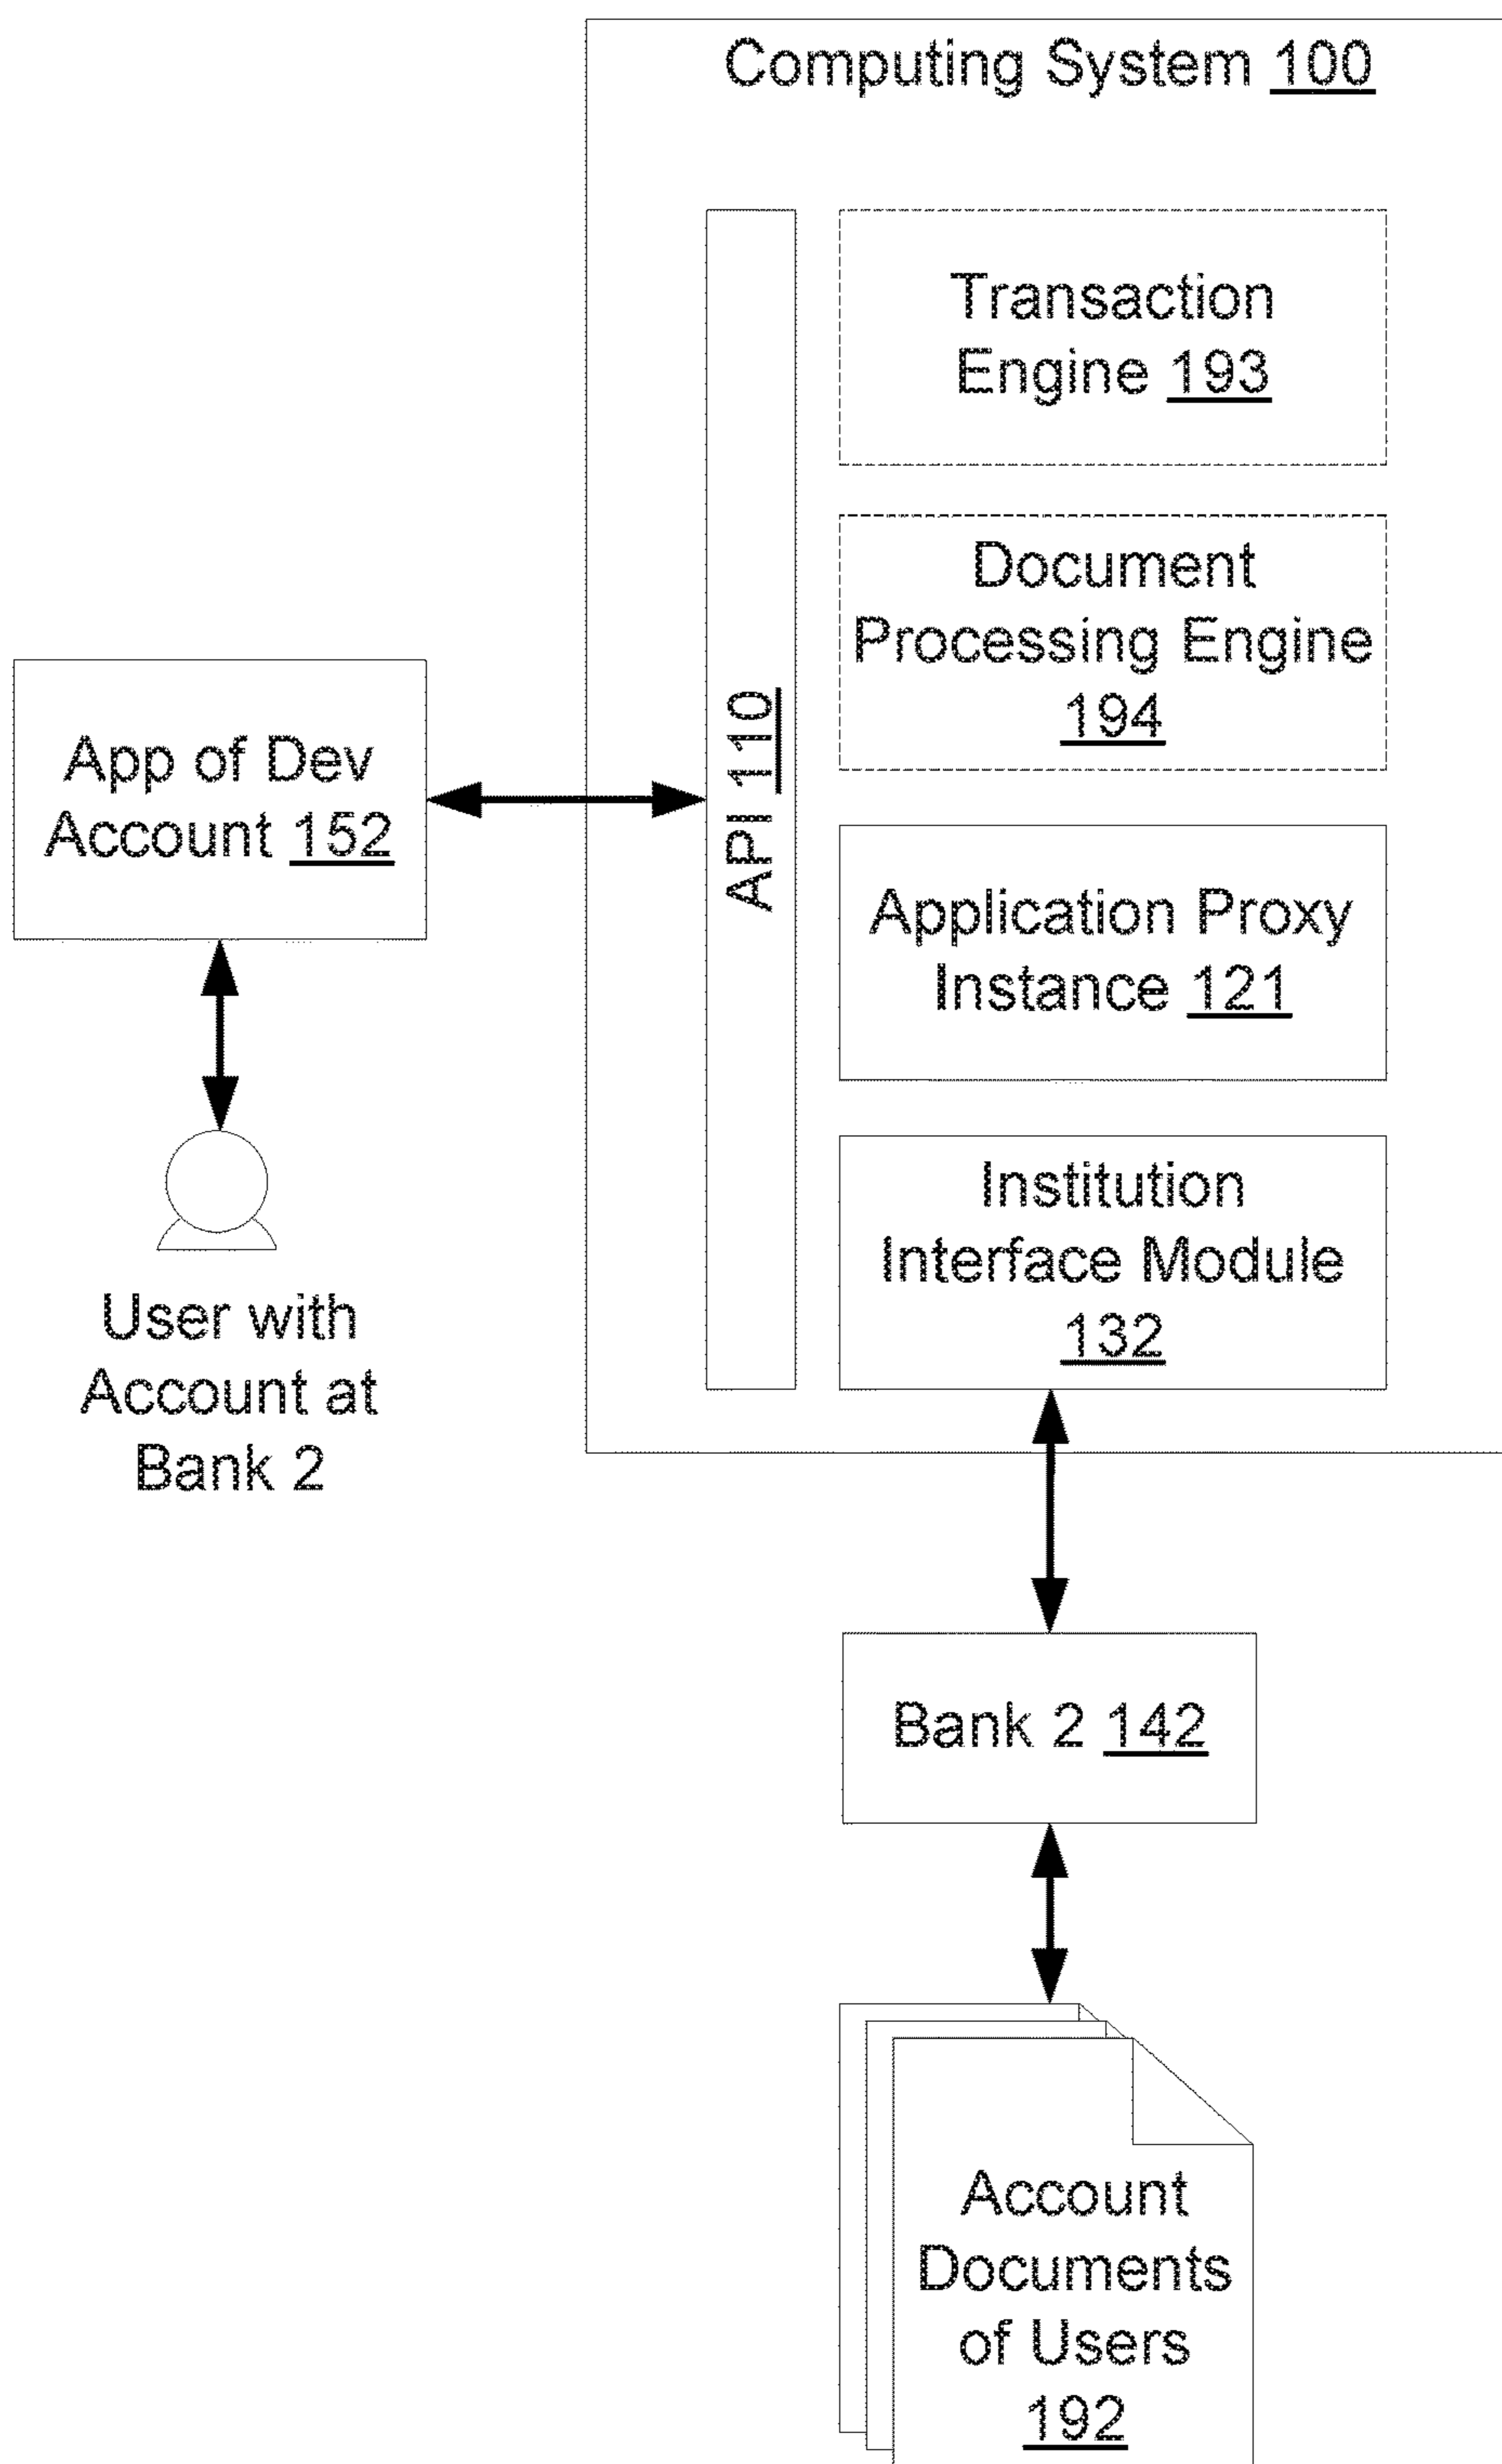 Computing System 100
Transaction
Engine 193
Document
Processing Engine
194
API 110
App of Dev
Account 152
Application Proxy
Instance 121
Institution
Interface Module
132
User with
Account at
Bank 2
Bank 2 142
Account
Documents
of Users
192